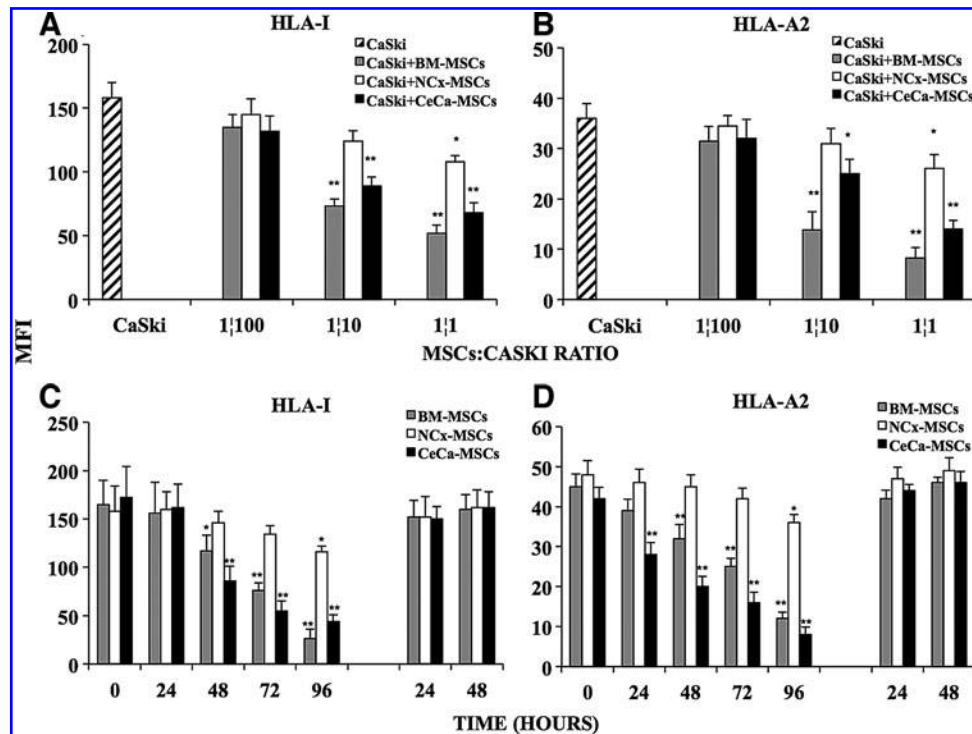 A
HLA-I
CaSki
CaSki+BM-MSCs
CaSki+NCx-MSCs
CaSki+CeCa-MSCs
200
150
100
50
0
**
**
**
*
**
CaSki
1¦100
1¦10
1¦1
B
HLA-A2
CaSki
CaSki+BM-MSCs
CaSki+NCx-MSCs
CaSki+CeCa-MSCs
50
40
30
20
10
0
**
*
**
*
**
CaSki
1¦100
1¦10
1¦1
MSCs:CASKI RATIO
MFI
C
HLA-I
BM-MSCs
NCx-MSCs
CeCa-MSCs
250
200
150
100
50
0
*
**
**
**
**
*
**
0
24
48
72
96
24
48
D
HLA-A2
BM-MSCs
NCx-MSCs
CeCa-MSCs
60
50
40
30
20
10
0
**
**
**
**
**
**
*
**
0
24
48
72
96
24
48
TIME (HOURS)